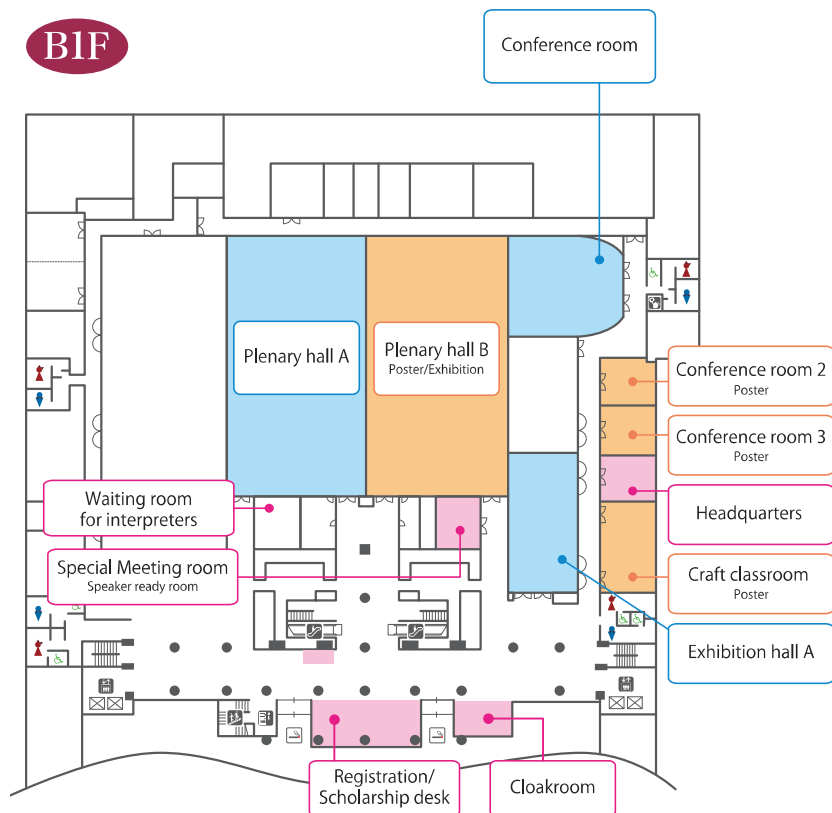 B1F
Conference room
Plenary hall A
Plenary hall B
Poster/Exhibition
Conference room 2
Poster
Conference room 3
Poster
Waiting room
for interpreters
Headquarters
Special Meeting room
Speaker ready room
Craft classroom
Poster
Exhibition hall A
Registration/
Scholarship desk
Cloakroom